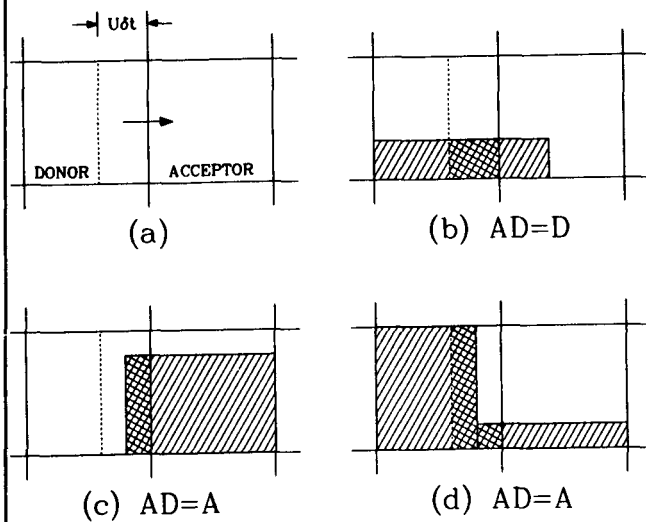 Uδt
DONOR
ACCEPTOR
(a)
(b) AD=D
(c) AD=A
(d) AD=A